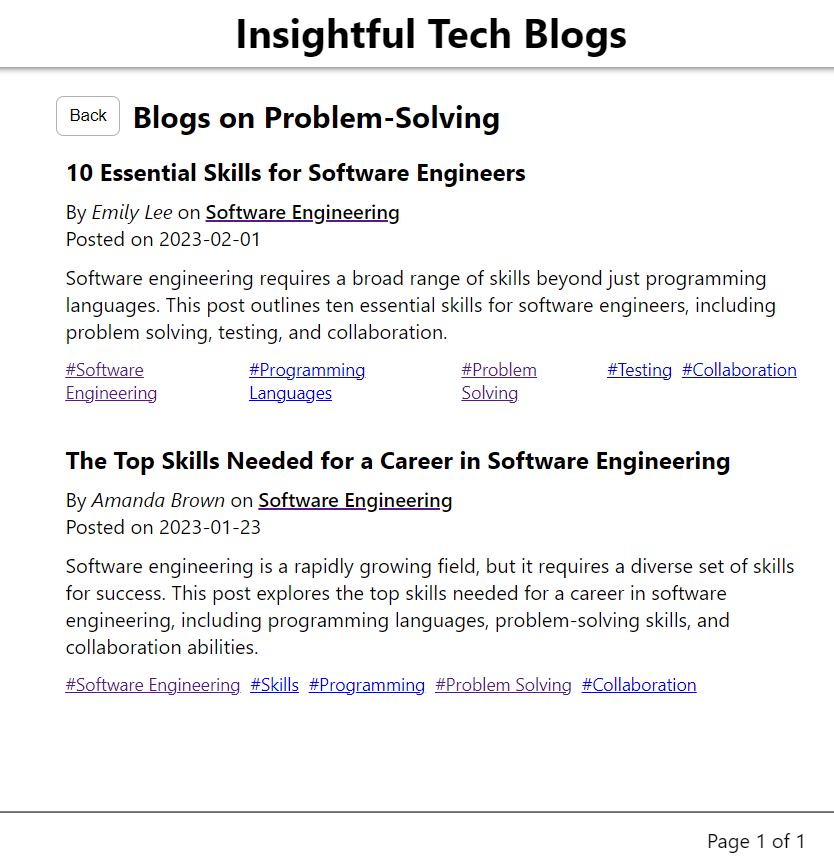 Insightful Tech Blogs
Back
Blogs on Problem-Solving
10 Essential Skills for Software Engineers
By Emily Lee on Software Engineering
Posted on 2023-02-01
Software engineering requires a broad range of skills beyond just programming
languages. This post outlines ten essential skills for software engineers, including
problem solving, testing, and collaboration.
#Software Engineering
#Programming Languages
#Problem Solving
#Testing
#Collaboration
The Top Skills Needed for a Career in Software Engineering
By Amanda Brown on Software Engineering
Posted on 2023-01-23
Software engineering is a rapidly growing field, but it requires a diverse set of skills
for success. This post explores the top skills needed for a career in software
engineering, including programming languages, problem-solving skills, and
collaboration abilities.
#Software Engineering #Skills #Programming #Problem Solving #Collaboration
Page 1 of 1